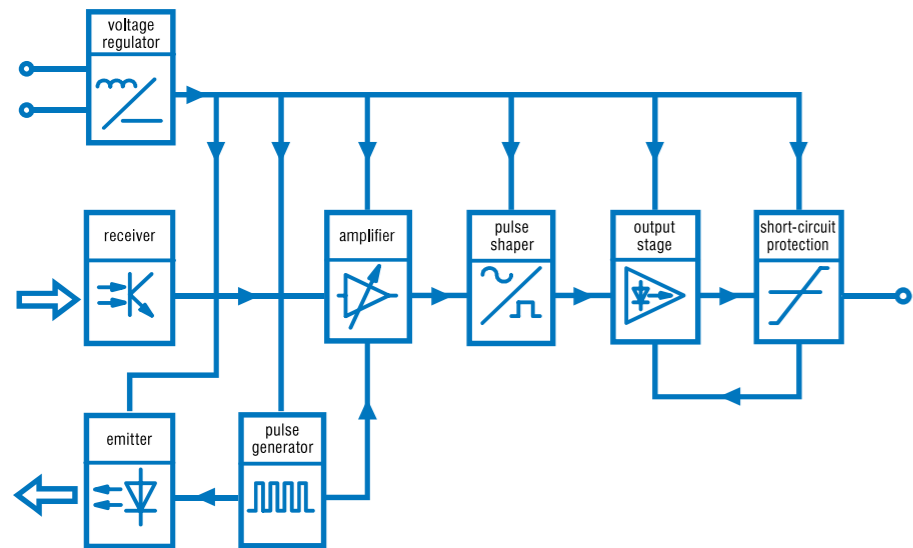 voltage
regulator
receiver
amplifier
pulse
shaper
output
stage
short-circuit
protection
emitter
pulse
generator